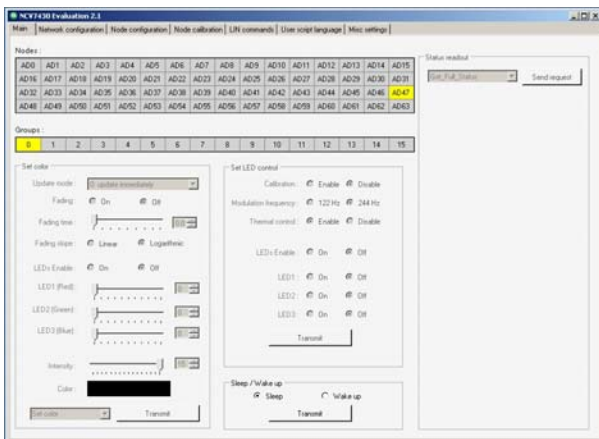 NCV7430 Evaluation 2.1
Main Network configuration Node configuration Node calibration LIN commands User script language Misc settings
Nodes:
AD0 AD1 AD2 AD3 AD4 AD5 AD6 AD7 AD8 AD9 AD10 AD11 AD12 AD13 AD14 AD15
AD16 AD17 AD18 AD19 AD20 AD21 AD22 AD23 AD24 AD25 AD26 AD27 AD28 AD29 AD30 AD31
AD32 AD33 AD34 AD35 AD36 AD37 AD38 AD39 AD40 AD41 AD42 AD43 AD44 AD45 AD46 AD47
AD48 AD49 AD50 AD51 AD52 AD53 AD54 AD55 AD56 AD57 AD58 AD59 AD60 AD61 AD62 AD63
Groups:
0 1 2 3 4 5 6 7 8 9 10 11 12 13 14 15
Set color
Update mode:
0: update immediately
Fading: On Off
Fading time:
Fading slope: Linear Logarithmic
LEDs Enable: On Off
LED1 (Red):
LED2 (Green):
LED3 (Blue):
Intensity:
Color:
Set color Transmit
Set LED control
Calibration: Enable Disable
Modulation frequency: 122 Hz 244 Hz
Thermal control: Enable Disable
LEDs Enable: On Off
LED1: On Off
LED2: On Off
LED3: On Off
Transmit
Sleep / Wake up
Sleep Wake up
Transmit
Status readout
Get_Full_Status Send request